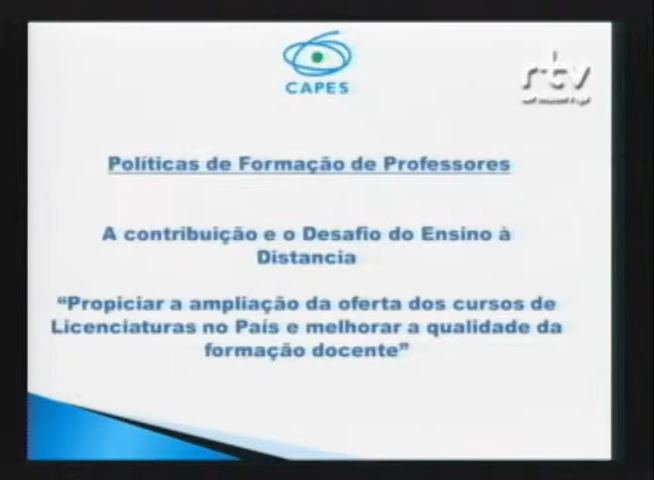 CAPES
rtv
Políticas de Formação de Professores
A contribuição e o Desafio do Ensino à
Distancia
“Propiciar a ampliação da oferta dos cursos de
Licenciaturas no País e melhorar a qualidade da
formação docente”